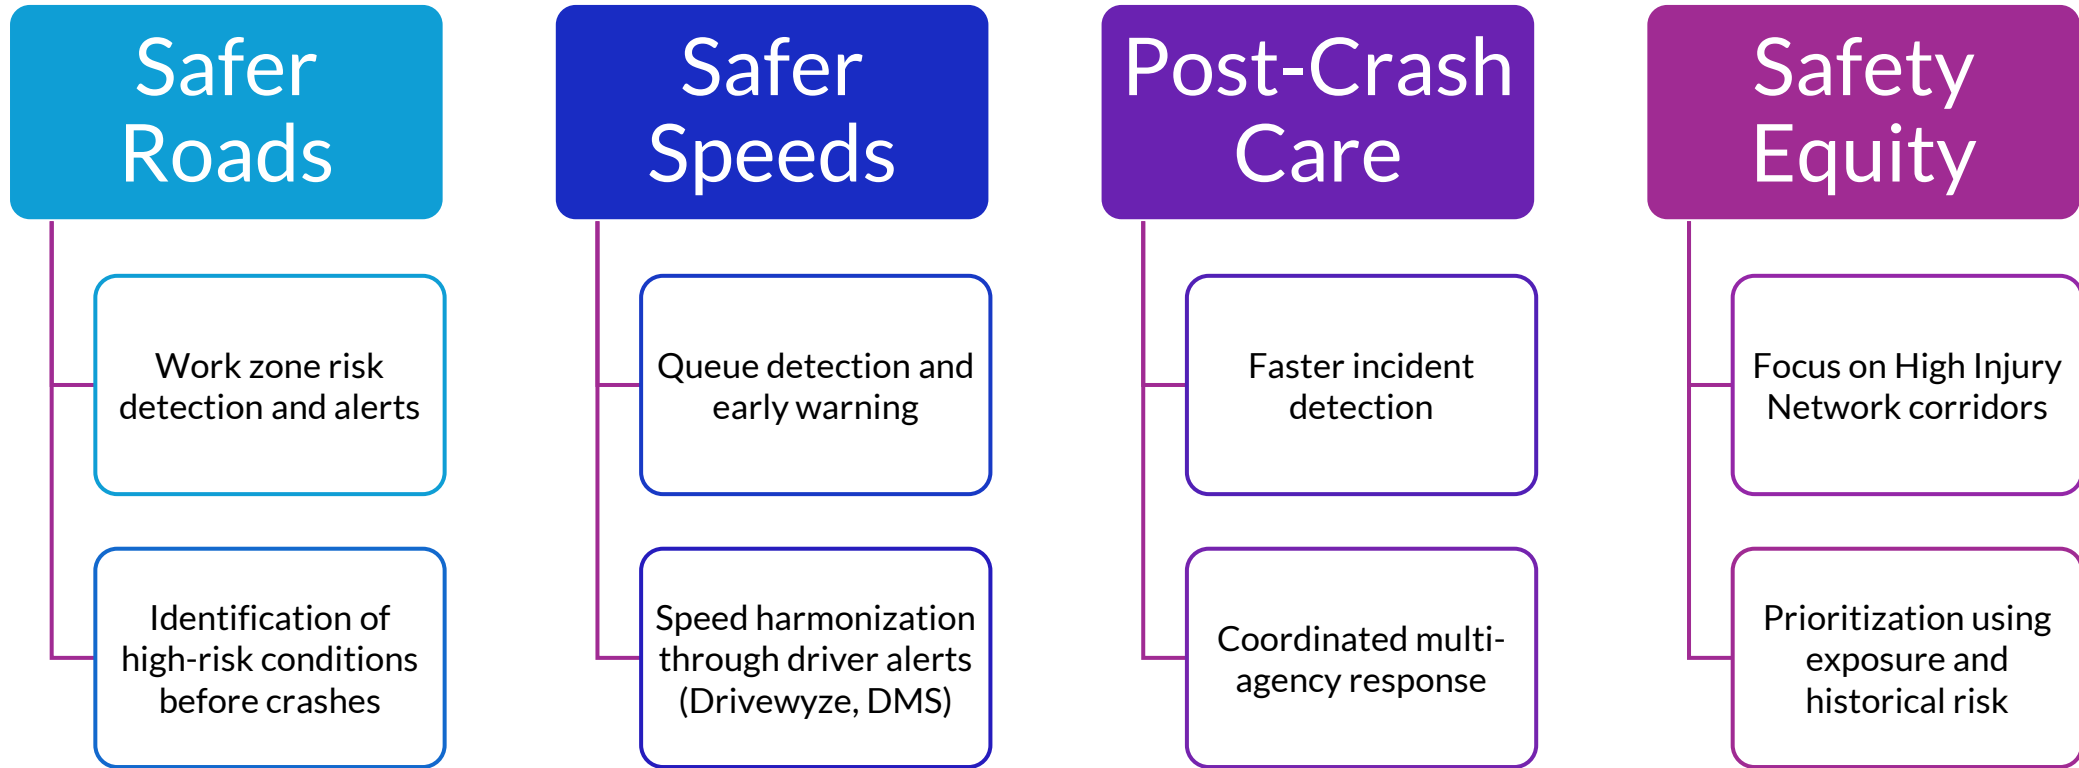 Safer
Roads
Work zone risk
detection and alerts
Identification of
high-risk conditions
before crashes
Safer
Speeds
Queue detection and
early warning
Speed harmonization
through driver alerts
(Drivewyze, DMS)
Post-Crash
Care
Faster incident
detection
Coordinated multi-
agency response
Safety
Equity
Focus on High Injury
Network corridors
Prioritization using
exposure and
historical risk